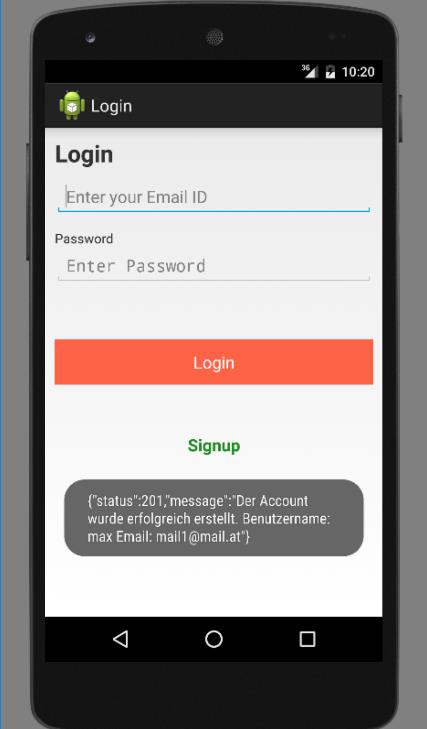 36 10:20
Login
Login
Enter your Email ID
Password
Enter Password
Login
Signup
{"status":201,"message":"Der Account
wurde erfolgreich erstellt. Benutzername:
max Email: mail1@mail.at"}